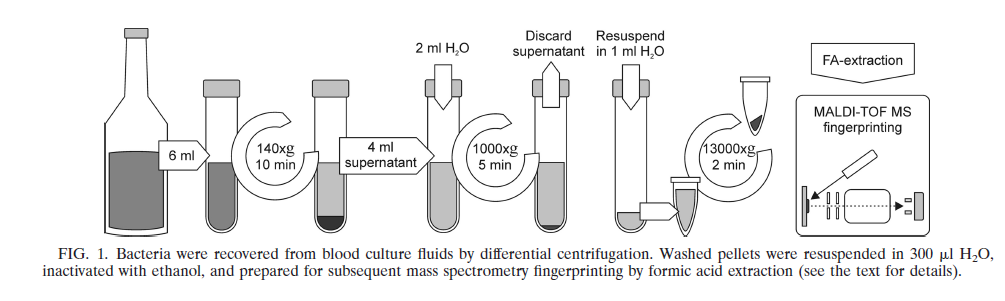 6 ml
140xg
10 min
4 ml
supernatant
2 ml H₂O
1000xg
5 min
Discard
supernatant
Resuspend
in 1 ml H₂O
13000xg
2 min
FA-extraction
MALDI-TOF MS
fingerprinting
FIG. 1. Bacteria were recovered from blood culture fluids by differential centrifugation. Washed pellets were resuspended in 300 μl H₂O,
inactivated with ethanol, and prepared for subsequent mass spectrometry fingerprinting by formic acid extraction (see the text for details).